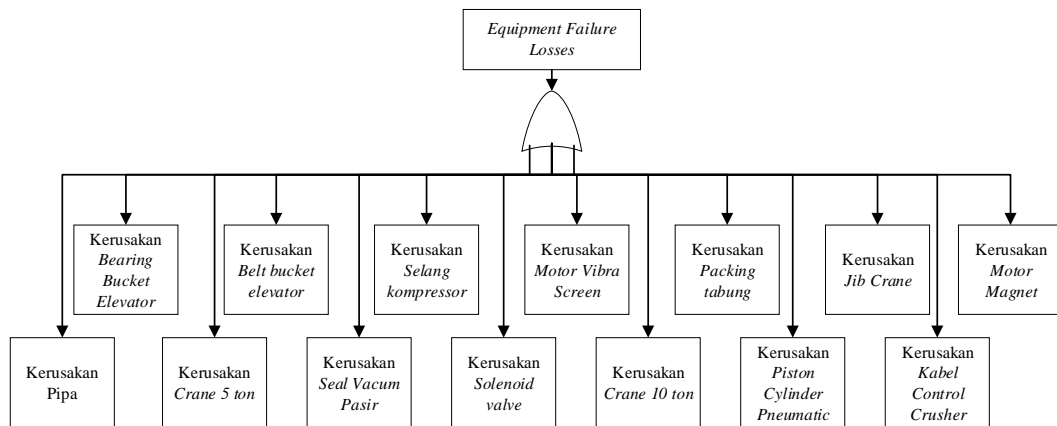 Equipment Failure
Losses
Kerusakan
Bearing
Bucket
Elevator
Kerusakan
Belt bucket
elevator
Kerusakan
Selang
kompressor
Kerusakan
Motor Vibra
Screen
Kerusakan
Packing
tabung
Kerusakan
Jib Crane
Kerusakan
Motor
Magnet
Kerusakan
Pipa
Kerusakan
Crane 5 ton
Kerusakan
Seal Vacum
Pasir
Kerusakan
Solenoid
valve
Kerusakan
Crane 10 ton
Kerusakan
Piston
Cylinder
Pneumatic
Kerusakan
Kabel
Control
Crusher